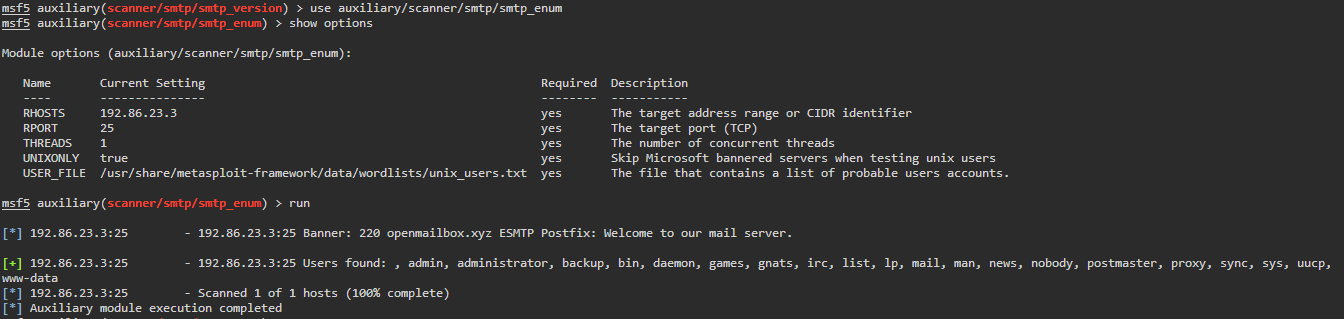 msf5 auxiliary(scanner/smtp/smtp_version) > use auxiliary/scanner/smtp/smtp_enum
msf5 auxiliary(scanner/smtp/smtp_enum) > show options
Module options (auxiliary/scanner/smtp/smtp_enum):
Name Current Setting Required Description
---- --------------- -------- -----------
RHOSTS 192.86.23.3 yes The target address range or CIDR identifier
RPORT 25 yes The target port (TCP)
THREADS 1 yes The number of concurrent threads
UNIXONLY true yes Skip Microsoft bannered servers when testing unix users
USER_FILE /usr/share/metasploit-framework/data/wordlists/unix_users.txt yes The file that contains a list of probable users accounts.
msf5 auxiliary(scanner/smtp/smtp_enum) > run
[*] 192.86.23.3:25 - 192.86.23.3:25 Banner: 220 openmailbox.xyz ESMTP Postfix: Welcome to our mail server.
[+] 192.86.23.3:25 - 192.86.23.3:25 Users found: , admin, administrator, backup, bin, daemon, games, gnats, irc, list, lp, mail, man, news, nobody, postmaster, proxy, sync, sys, uucp,
www-data
[*] 192.86.23.3:25 - Scanned 1 of 1 hosts (100% complete)
[*] Auxiliary module execution completed